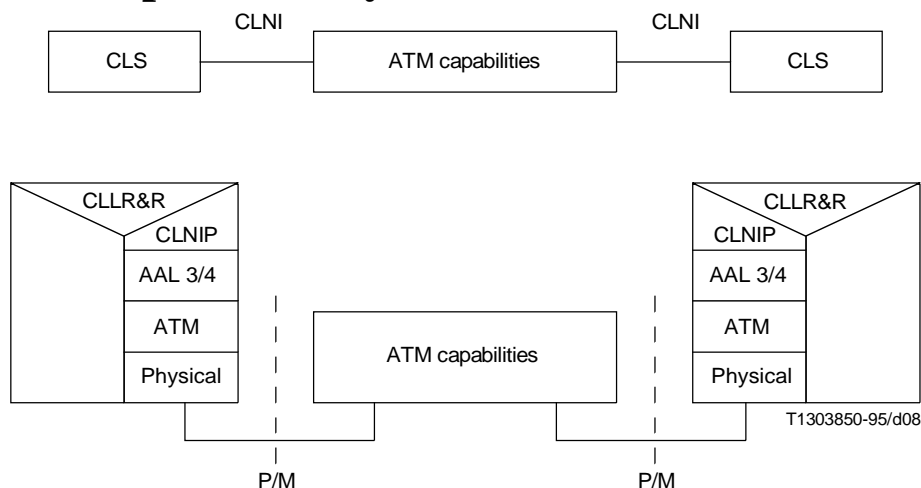 CLNI CLNI
CLS ATM capabilities CLS
CLLR&R CLLR&R
CLNIP CLNIP
AAL 3/4 AAL 3/4
ATM ATM
ATM capabilities
Physical Physical
T1303850-95/d08
P/M P/M